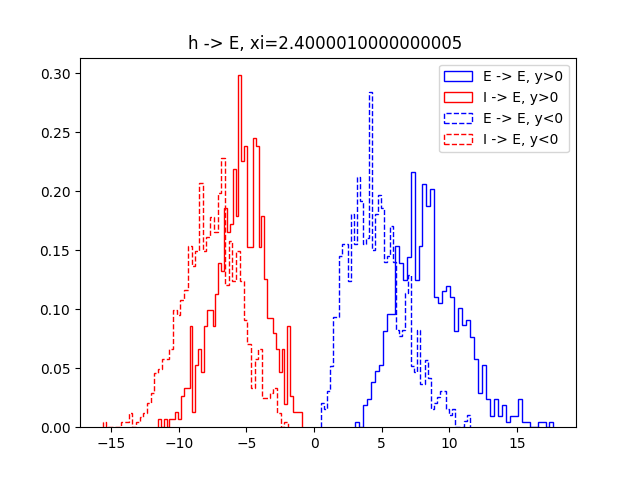 h -> E, xi=2.4000010000000005
E -> E, y>0
I -> E, y>0
E -> E, y<0
I -> E, y<0
0.30
0.25
0.20
0.15
0.10
0.05
0.00
−15 −10 −5 0 5 10 15